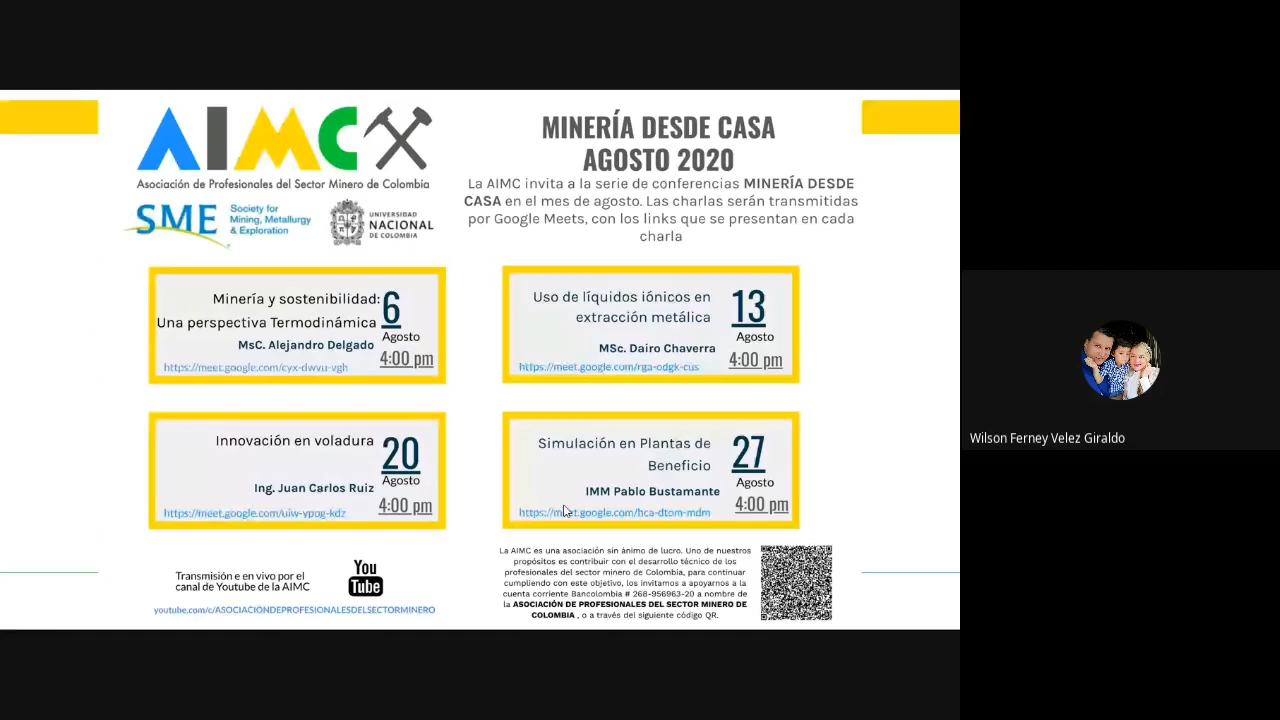 AIMC
Asociación de Profesionales del Sector Minero de Colombia
SME
Society for
Mining, Metallurgy
& Exploration
UNIVERSIDAD
NACIONAL
DE COLOMBIA
MINERÍA DESDE CASA
AGOSTO 2020
La AIMC invita a la serie de conferencias MINERÍA DESDE
CASA en el mes de agosto. Las charlas serán transmitidas
por Google Meets, con los links que se presentan en cada
charla
Minería y sostenibilidad:
Una perspectiva Termodinámica
MsC. Alejandro Delgado
https://meet.google.com/cyx-dwvu-vgh
6
Agosto
4:00 pm
Uso de líquidos iónicos en
extracción metálica
MSc. Dairo Chaverra
https://meet.google.com/rga-odgk-cus
13
Agosto
4:00 pm
Innovación en voladura
Ing. Juan Carlos Ruiz
https://meet.google.com/uiw-ypog-kdz
20
Agosto
4:00 pm
Simulación en Plantas de
Beneficio
IMM Pablo Bustamante
https://meet.google.com/hca-dtom-mdm
27
Agosto
4:00 pm
Transmisión e en vivo por el
canal de Youtube de la AIMC
You
Tube
youtube.com/c/ASOCIACIONDEPROFESIONALESDELSECTORMINERO
La AIMC es una asociación sin ánimo de lucro. Uno de nuestros
propósitos es contribuir con el desarrollo técnico de los
profesionales del sector minero de Colombia, para continuar
cumpliendo con este objetivo, los invitamos a apoyarnos a la
cuenta corriente Bancolombia # 268-956963-20 a nombre de
la ASOCIACIÓN DE PROFESIONALES DEL SECTOR MINERO DE
COLOMBIA , o a través del siguiente código QR.
Wilson Ferney Velez Giraldo